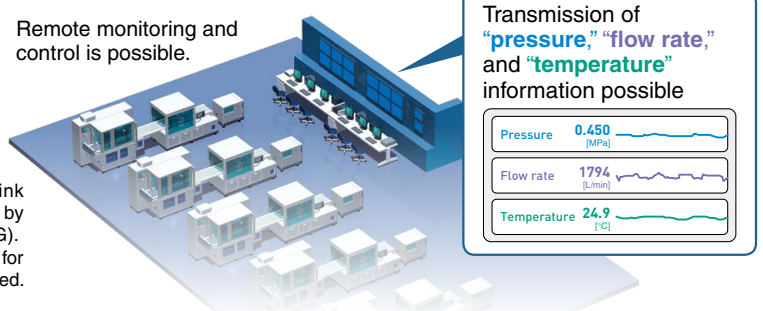 Remote monitoring and
control is possible.
ink
by
G).
for
ed.
Transmission of
“pressure,” “flow rate,”
and “temperature”
information possible
Pressure 0.450
[MPa]
Flow rate 1794
[L/min]
Temperature 24.9
[°C]